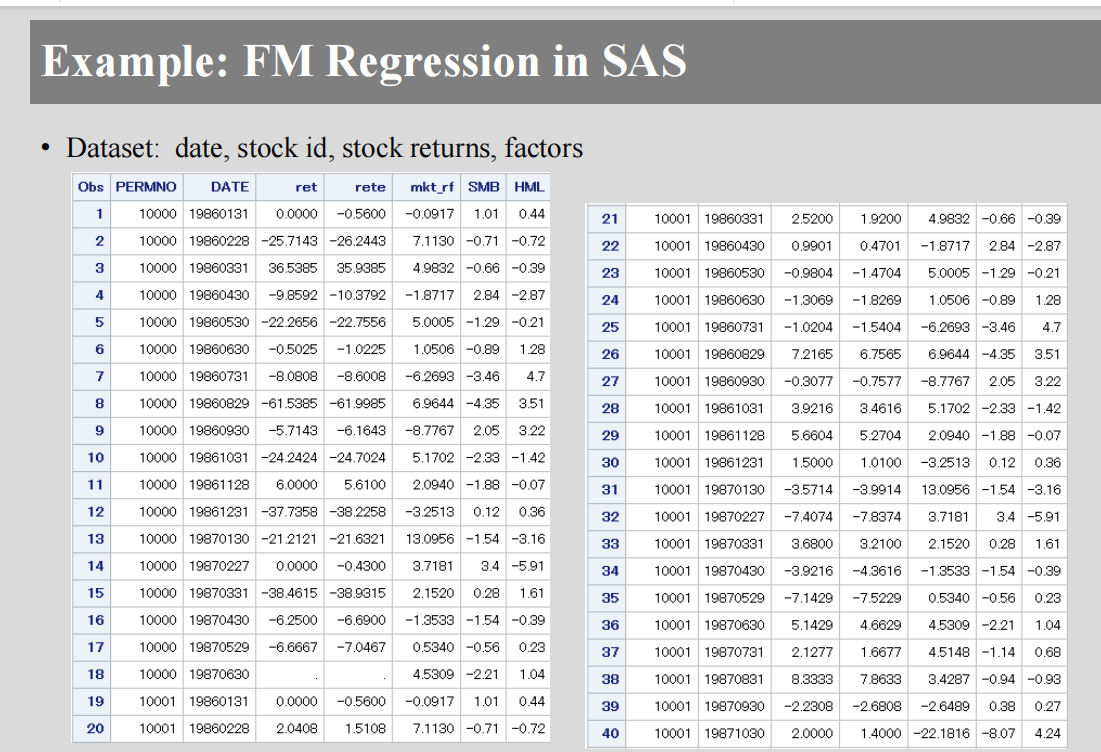 Example: FM Regression in SAS
• Dataset: date, stock id, stock returns, factors
Obs PERMNO DATE ret rete mkt_rf SMB HML
1 10000 19860131 0.0000 −0.5600 −0.0917 1.01 0.44
2 10000 19860228 −25.7143 −26.2443 7.1130 −0.71 −0.72
3 10000 19860331 36.5385 35.9385 4.9832 −0.66 −0.39
4 10000 19860430 −9.8592 −10.3792 −1.8717 2.84 −2.87
5 10000 19860530 −22.2656 −22.7556 5.0005 −1.29 −0.21
6 10000 19860630 −0.5025 −1.0225 1.0506 −0.89 1.28
7 10000 19860731 −8.0808 −8.6008 −6.2693 −3.46 4.7
8 10000 19860829 −61.5385 −61.9985 6.9644 −4.35 3.51
9 10000 19860930 −5.7143 −6.1643 −8.7767 2.05 3.22
10 10000 19861031 −24.2424 −24.7024 5.1702 −2.33 −1.42
11 10000 19861128 6.0000 5.6100 2.0940 −1.88 −0.07
12 10000 19861231 −37.7358 −38.2258 −3.2513 0.12 0.36
13 10000 19870130 −21.2121 −21.6321 13.0956 −1.54 −3.16
14 10000 19870227 0.0000 −0.4300 3.7181 3.4 −5.91
15 10000 19870331 −38.4615 −38.9315 2.1520 0.28 1.61
16 10000 19870430 −6.2500 −6.6900 −1.3533 −1.54 −0.39
17 10000 19870529 −6.6667 −7.0467 0.5340 −0.56 0.23
18 10000 19870630 . . 4.5309 −2.21 1.04
19 10001 19860131 0.0000 −0.5600 −0.0917 1.01 0.44
20 10001 19860228 2.0408 1.5108 7.1130 −0.71 −0.72
21 10001 19860331 2.5200 1.9200 4.9832 −0.66 −0.39
22 10001 19860430 0.9901 0.4701 −1.8717 2.84 −2.87
23 10001 19860530 −0.9804 −1.4704 5.0005 −1.29 −0.21
24 10001 19860630 −1.3069 −1.8269 1.0506 −0.89 1.28
25 10001 19860731 −1.0204 −1.5404 −6.2693 −3.46 4.7
26 10001 19860829 7.2165 6.7565 6.9644 −4.35 3.51
27 10001 19860930 −0.3077 −0.7577 −8.7767 2.05 3.22
28 10001 19861031 3.9216 3.4616 5.1702 −2.33 −1.42
29 10001 19861128 5.6604 5.2704 2.0940 −1.88 −0.07
30 10001 19861231 1.5000 1.0100 −3.2513 0.12 0.36
31 10001 19870130 −3.5714 −3.9914 13.0956 −1.54 −3.16
32 10001 19870227 −7.4074 −7.8374 3.7181 3.4 −5.91
33 10001 19870331 3.6800 3.2100 2.1520 0.28 1.61
34 10001 19870430 −3.9216 −4.3616 −1.3533 −1.54 −0.39
35 10001 19870529 −7.1429 −7.5229 0.5340 −0.56 0.23
36 10001 19870630 5.1429 4.6629 4.5309 −2.21 1.04
37 10001 19870731 2.1277 1.6677 4.5148 −1.14 0.68
38 10001 19870831 8.3333 7.8633 3.4287 −0.94 −0.93
39 10001 19870930 −2.2308 −2.6808 −2.6489 0.38 0.27
40 10001 19871030 2.0000 1.4000 −22.1816 −8.07 4.24